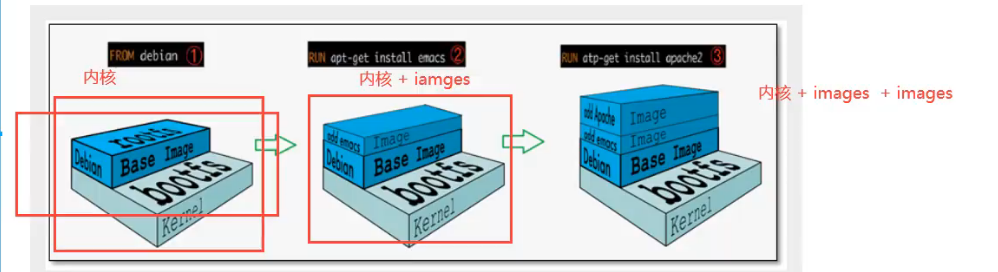 FROM debian ①
RUN apt-get install emacs ②
RUN atp-get install apache2 ③
内核
内核 + iamges
内核 + images + images
rootfs
Debian
Base Image
bootfs
Kernel
add emacs
Image
Debian
Base Image
bootfs
Kernel
add Apache
Image
add emacs
Image
Debian
Base Image
bootfs
Kernel